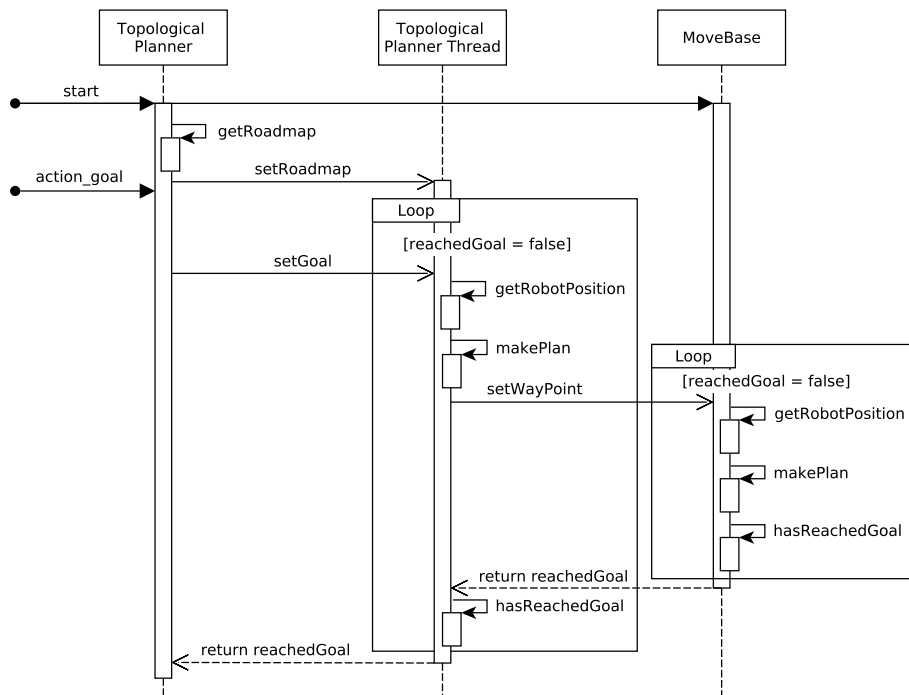 Topological
Planner
Topological
Planner Thread
MoveBase
start
getRoadmap
setRoadmap
action_goal
Loop
[reachedGoal = false]
setGoal
getRobotPosition
makePlan
Loop
[reachedGoal = false]
setWayPoint
getRobotPosition
makePlan
hasReachedGoal
return reachedGoal
hasReachedGoal
return reachedGoal